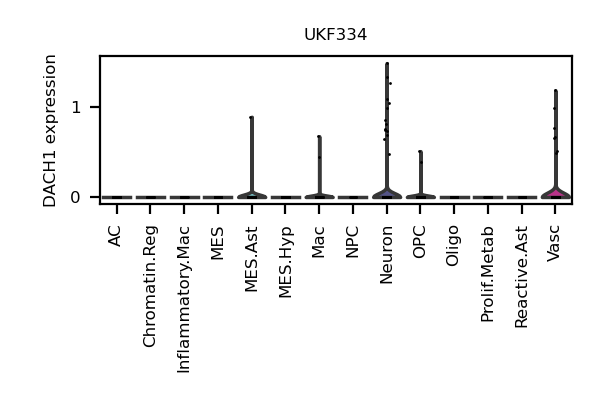 UKF334
DACH1 expression
1
0
AC
Chromatin.Reg
Inflammatory.Mac
MES
MES.Ast
MES.Hyp
Mac
NPC
Neuron
OPC
Oligo
Prolif.Metab
Reactive.Ast
Vasc